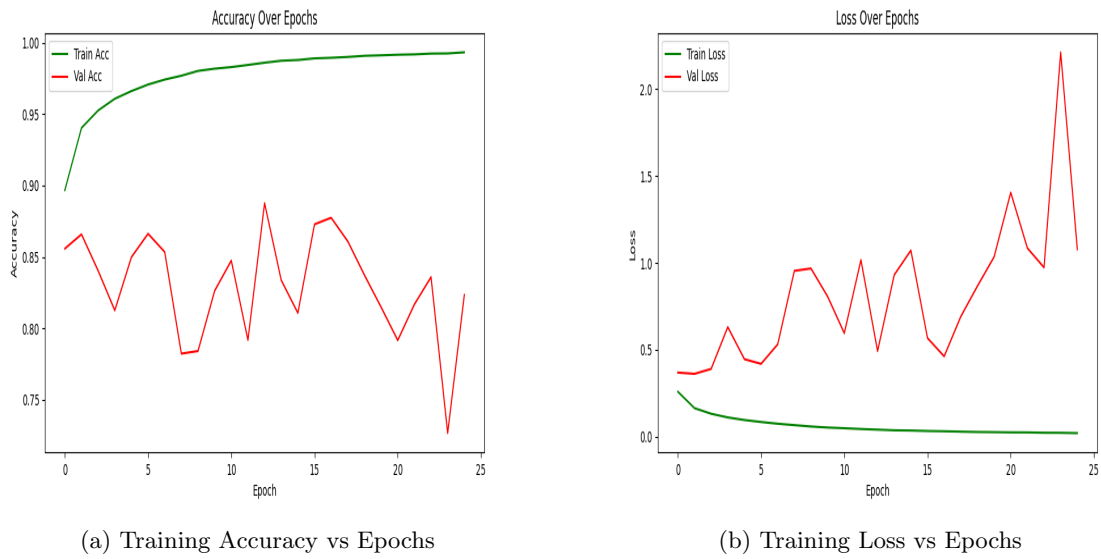 Accuracy Over Epochs
Train Acc
Val Acc
1.00
0.95
0.90
0.85
0.80
0.75
Accuracy
0 5 10 15 20 25
Epoch
(a) Training Accuracy vs Epochs
Loss Over Epochs
Train Loss
Val Loss
2.0
1.5
1.0
0.5
0.0
Loss
0 5 10 15 20 25
Epoch
(b) Training Loss vs Epochs